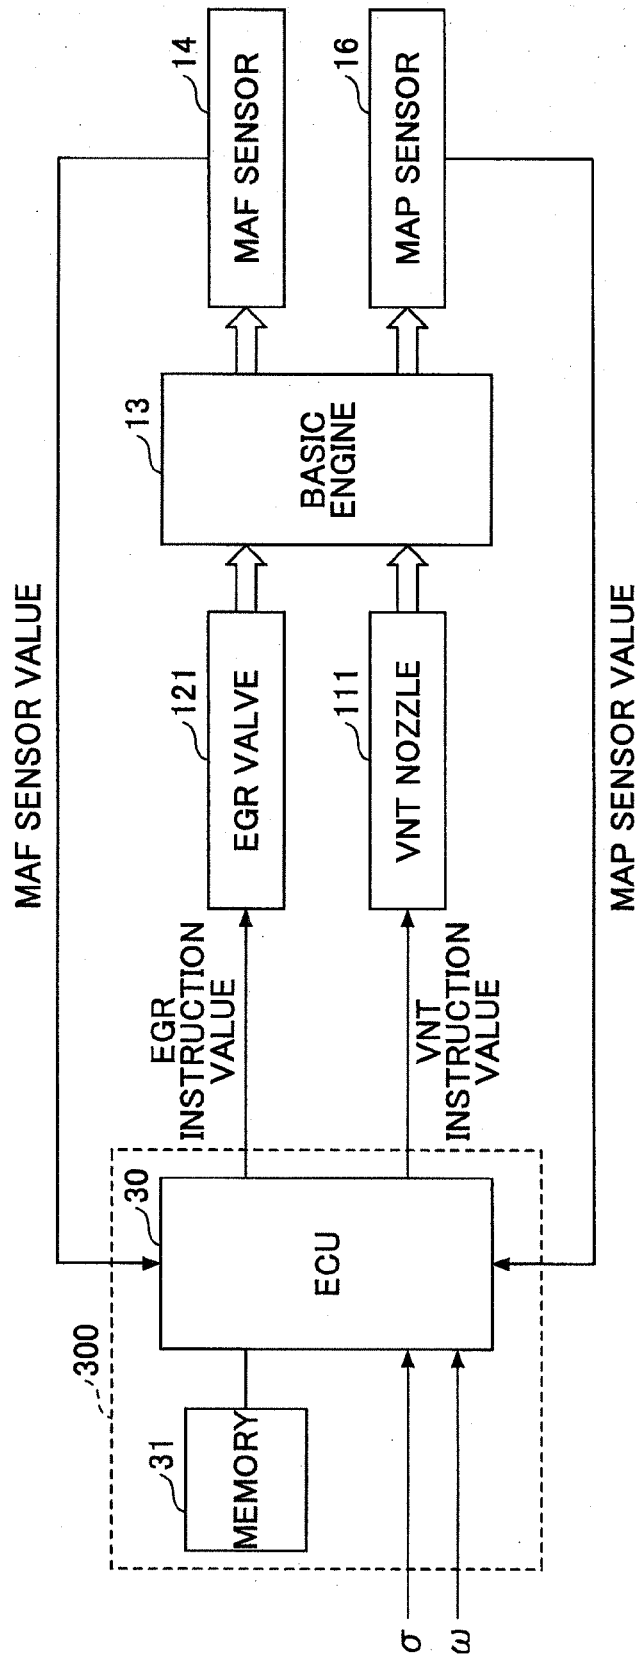 MAF SENSOR VALUE
300
31
MEMORY
30
ECU
σ
ω
EGR
INSTRUCTION
VALUE
VNT
INSTRUCTION
VALUE
121
EGR VALVE
111
VNT NOZZLE
13
BASIC
ENGINE
14
MAF SENSOR
16
MAP SENSOR
MAP SENSOR VALUE